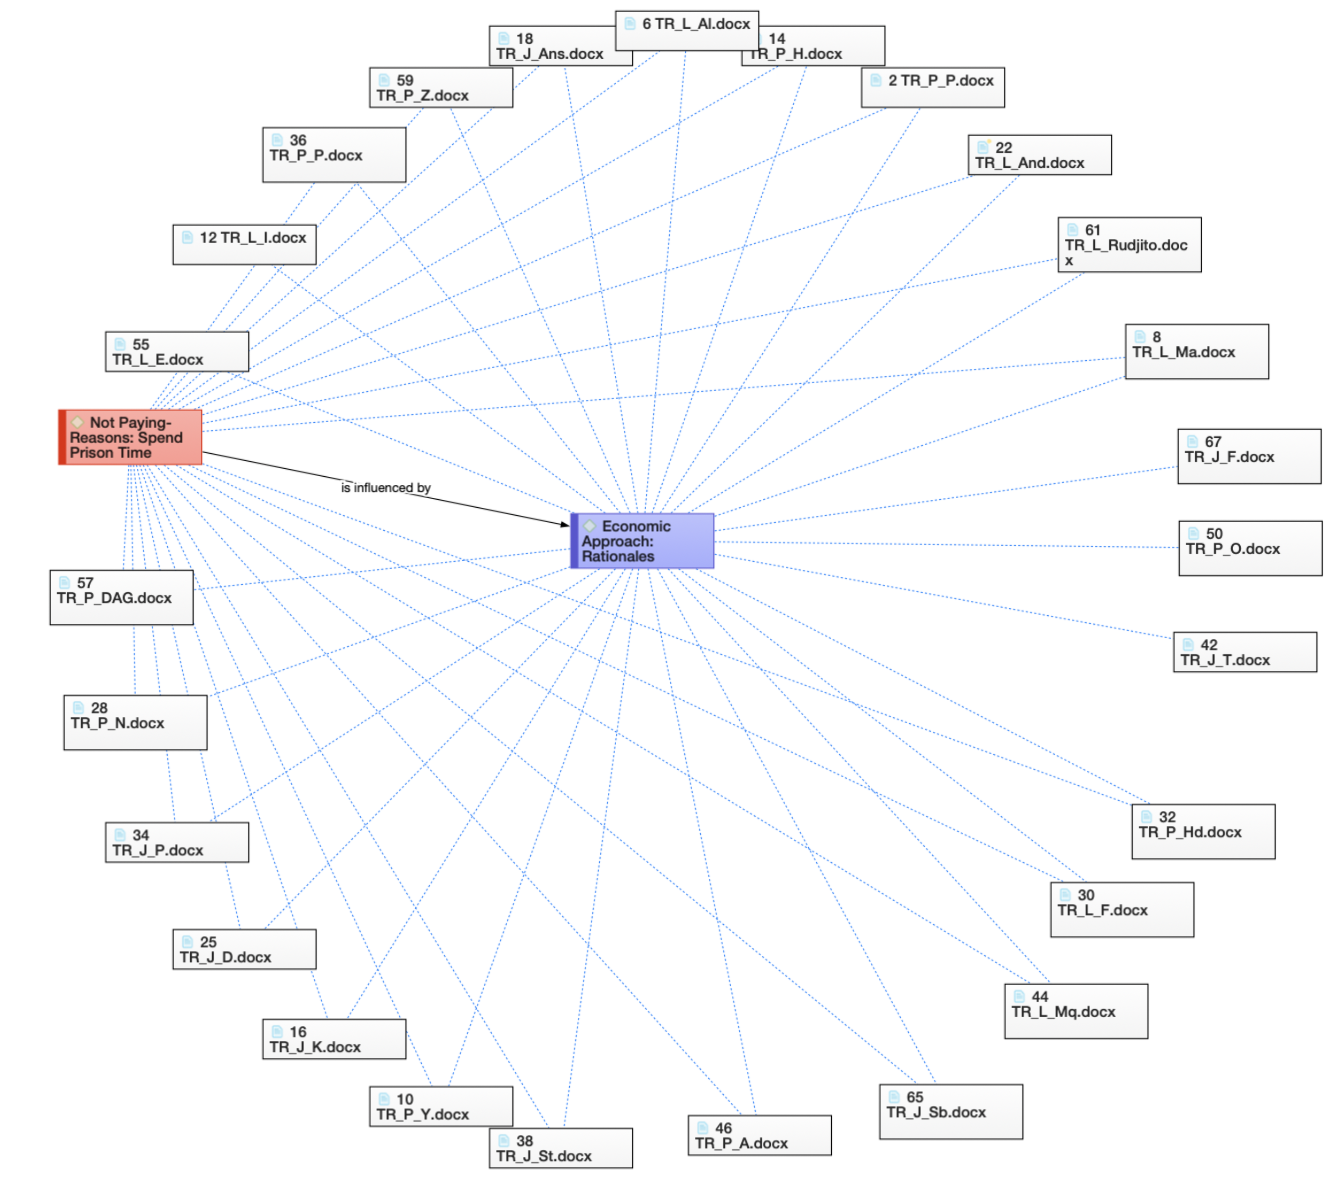 6 TR_L_Al.docx
18
TR_J_Ans.docx
14
TR_P_H.docx
59
TR_P_Z.docx
2 TR_P_P.docx
36
TR_P_P.docx
22
TR_L_And.docx
12 TR_L_I.docx
61
TR_L_Rudjito.doc
x
55
TR_L_E.docx
8
TR_L_Ma.docx
Not Paying-
Reasons: Spend
Prison Time
67
TR_J_F.docx
is influenced by
Economic
Approach:
Rationales
50
TR_P_O.docx
57
TR_P_DAG.docx
42
TR_J_T.docx
28
TR_P_N.docx
32
TR_P_Hd.docx
34
TR_J_P.docx
30
TR_L_F.docx
25
TR_J_D.docx
44
TR_L_Mq.docx
16
TR_J_K.docx
10
TR_P_Y.docx
65
TR_J_Sb.docx
38
TR_J_St.docx
46
TR_P_A.docx